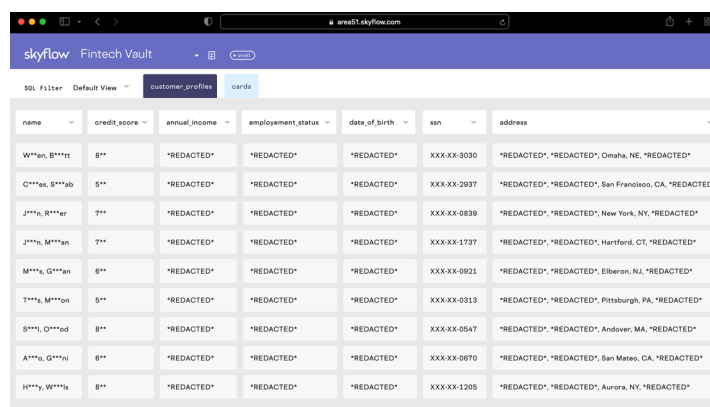 area51.skyflow.com
skyflow Fintech Vault prod1
SQL Filter Default View customer_profiles cards
name credit_score annual_income employement_status date_of_birth ssn address
W**en, B***tt 8** *REDACTED* *REDACTED* *REDACTED* XXX-XX-3030 *REDACTED*, *REDACTED*, Omaha, NE, *REDACTED*
C***es, S***ab 5** *REDACTED* *REDACTED* *REDACTED* XXX-XX-2937 *REDACTED*, *REDACTED*, San Francisco, CA, *REDACTED
J***n, R***er 7** *REDACTED* *REDACTED* *REDACTED* XXX-XX-0839 *REDACTED*, *REDACTED*, New York, NY, *REDACTED*
J***n, M***an 7** *REDACTED* *REDACTED* *REDACTED* XXX-XX-1737 *REDACTED*, *REDACTED*, Hartford, CT, *REDACTED*
M***s, G***an 6** *REDACTED* *REDACTED* *REDACTED* XXX-XX-0921 *REDACTED*, *REDACTED*, Elberon, NJ, *REDACTED*
T***s, M***on 5** *REDACTED* *REDACTED* *REDACTED* XXX-XX-0313 *REDACTED*, *REDACTED*, Pittsburgh, PA, *REDACTED*
S***l, O***od 8** *REDACTED* *REDACTED* *REDACTED* XXX-XX-0547 *REDACTED*, *REDACTED*, Andover, MA, *REDACTED*
A***o, G***ni 6** *REDACTED* *REDACTED* *REDACTED* XXX-XX-0670 *REDACTED*, *REDACTED*, San Mateo, CA, *REDACTED*
H***y, W***ls 8** *REDACTED* *REDACTED* *REDACTED* XXX-XX-1205 *REDACTED*, *REDACTED*, Aurora, NY, *REDACTED*